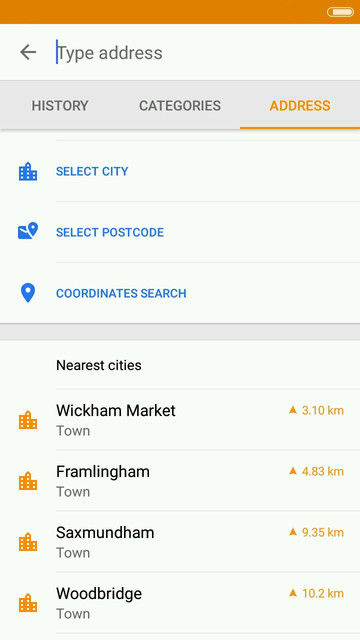 Type address
HISTORY CATEGORIES ADDRESS
SELECT CITY
SELECT POSTCODE
COORDINATES SEARCH
Nearest cities
Wickham Market 3.10 km
Town
Framlingham 4.83 km
Town
Saxmundham 9.35 km
Town
Woodbridge 10.2 km
Town